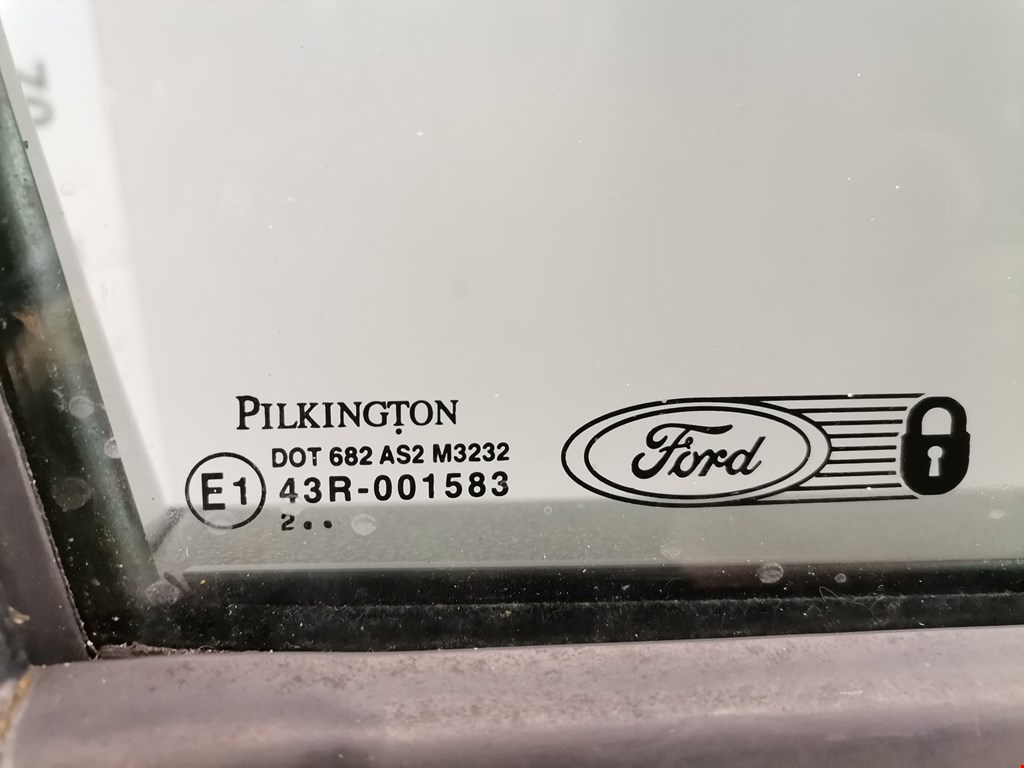 PILKINGTON
DOT 682 AS2 M3232
E1 43R-001583
2••
Ford